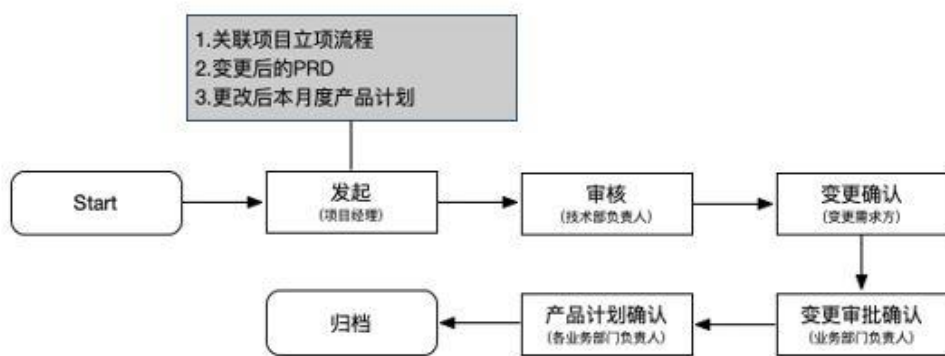 1.关联项目立项流程
2.变更后的PRD
3.更改后本月度产品计划
Start
发起
(项目经理)
审核
(技术部负责人)
变更确认
(变更需求方)
归档
产品计划确认
(各业务部门负责人)
变更审批确认
(业务部门负责人)